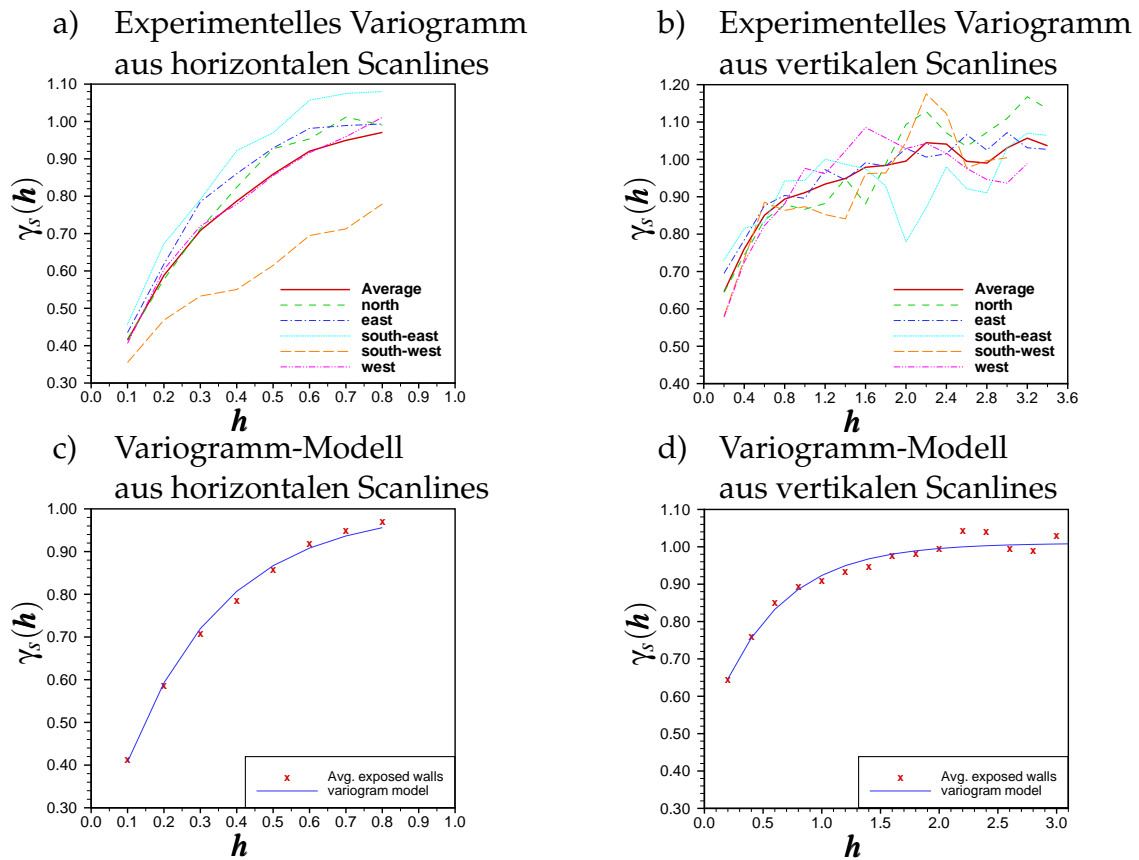 a) Experimentelles Variogramm
aus horizontalen Scanlines
1.10
1.00
0.90
0.80
0.70
0.60
0.50
0.40
0.30
γs(h)
Average
north
east
south-east
south-west
west
0.0 0.1 0.2 0.3 0.4 0.5 0.6 0.7 0.8 0.9 1.0
h
b) Experimentelles Variogramm
aus vertikalen Scanlines
1.20
1.10
1.00
0.90
0.80
0.70
0.60
0.50
0.40
γs(h)
Average
north
east
south-east
south-west
west
0.0 0.4 0.8 1.2 1.6 2.0 2.4 2.8 3.2 3.6
h
c) Variogramm-Modell
aus horizontalen Scanlines
1.00
0.90
0.80
0.70
0.60
0.50
0.40
0.30
γs(h)
x Avg. exposed walls
variogram model
0.0 0.1 0.2 0.3 0.4 0.5 0.6 0.7 0.8 0.9 1.0
h
d) Variogramm-Modell
aus vertikalen Scanlines
1.10
1.00
0.90
0.80
0.70
0.60
0.50
0.40
0.30
γs(h)
x Avg. exposed walls
variogram model
0.0 0.5 1.0 1.5 2.0 2.5 3.0
h